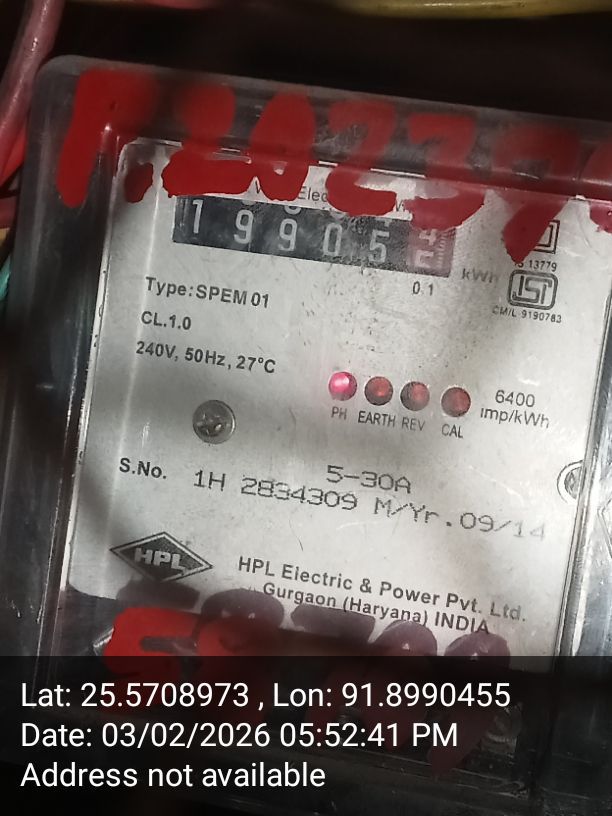 19905
kWh
0.1
IS 13779
ISI
CM/L 9190783
Type:SPEM 01
CL.1.0
240V, 50Hz, 27°C
6400
imp/kWh
PH EARTH REV CAL
5-30A
S.No. 1H 2834309 M/Yr.09/14
HPL
HPL Electric & Power Pvt. Ltd.
Gurgaon (Haryana) INDIA
Lat: 25.5708973 , Lon: 91.8990455
Date: 03/02/2026 05:52:41 PM
Address not available